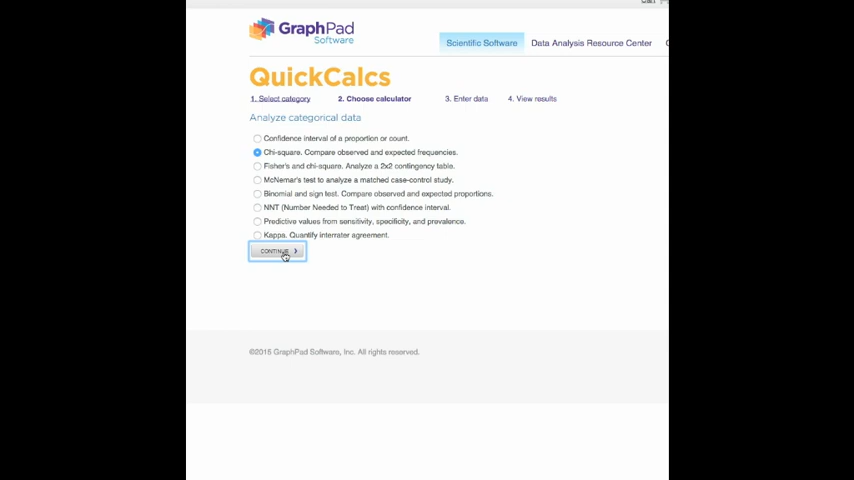 GraphPad
Software
Scientific Software Data Analysis Resource Center
QuickCalcs
1. Select category 2. Choose calculator 3. Enter data 4. View results
Analyze categorical data
Confidence interval of a proportion or count.
Chi-square. Compare observed and expected frequencies.
Fisher's and chi-square. Analyze a 2x2 contingency table.
McNemar's test to analyze a matched case-control study.
Binomial and sign test. Compare observed and expected proportions.
NNT (Number Needed to Treat) with confidence interval.
Predictive values from sensitivity, specificity, and prevalence.
Kappa. Quantify interrater agreement.
CONTINUE
©2015 GraphPad Software, Inc. All rights reserved.